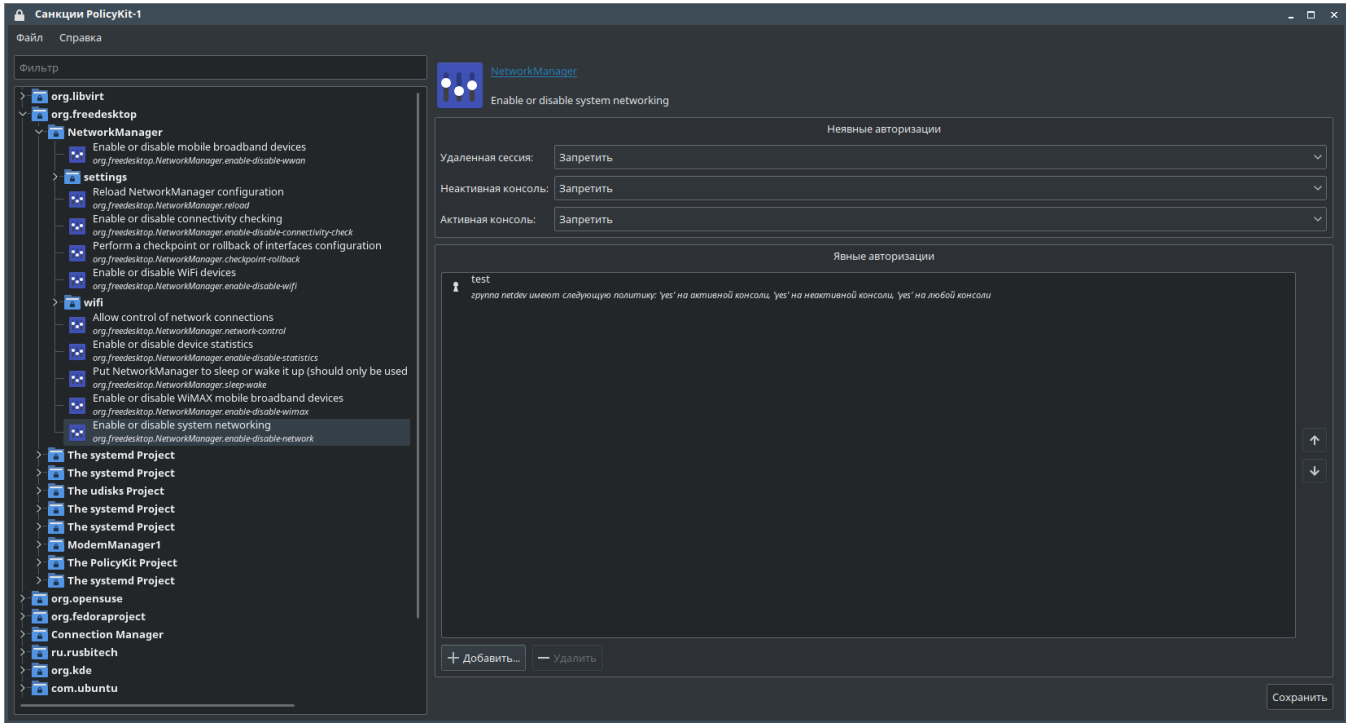 Санкции PolicyKit-1
Файл Справка
Фильтр
org.libvirt
org.freedesktop
NetworkManager
Enable or disable mobile broadband devices
org.freedesktop.NetworkManager.enable-disable-wwan
settings
Reload NetworkManager configuration
org.freedesktop.NetworkManager.reload
Enable or disable connectivity checking
org.freedesktop.NetworkManager.enable-disable-connectivity-check
Perform a checkpoint or rollback of interfaces configuration
org.freedesktop.NetworkManager.checkpoint-rollback
Enable or disable WiFi devices
org.freedesktop.NetworkManager.enable-disable-wifi
wifi
Allow control of network connections
org.freedesktop.NetworkManager.network-control
Enable or disable device statistics
org.freedesktop.NetworkManager.enable-disable-statistics
Put NetworkManager to sleep or wake it up (should only be used
org.freedesktop.NetworkManager.sleep-wake
Enable or disable WiMAX mobile broadband devices
org.freedesktop.NetworkManager.enable-disable-wimax
Enable or disable system networking
org.freedesktop.NetworkManager.enable-disable-network
The systemd Project
The systemd Project
The udisks Project
The systemd Project
The systemd Project
ModemManager1
The PolicyKit Project
The systemd Project
org.opensuse
org.fedoraproject
Connection Manager
ru.rusbitech
org.kde
com.ubuntu
NetworkManager
Enable or disable system networking
Неявные авторизации
Удаленная сессия: Запретить
Неактивная консоль: Запретить
Активная консоль: Запретить
Явные авторизации
test
группа netdev имеют следующую политику: 'yes' на активной консоли, 'yes' на неактивной консоли, 'yes' на любой консоли
Добавить... Удалить
Сохранить